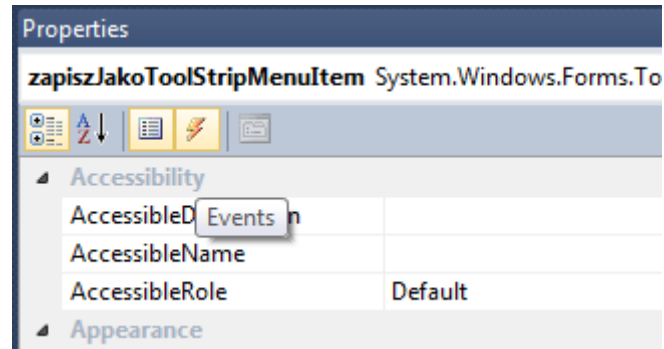 Properties
zapiszJakoToolStripMenuItem System.Windows.Forms.To
Accessibility
AccessibleD
Events
AccessibleName
AccessibleRole Default
Appearance